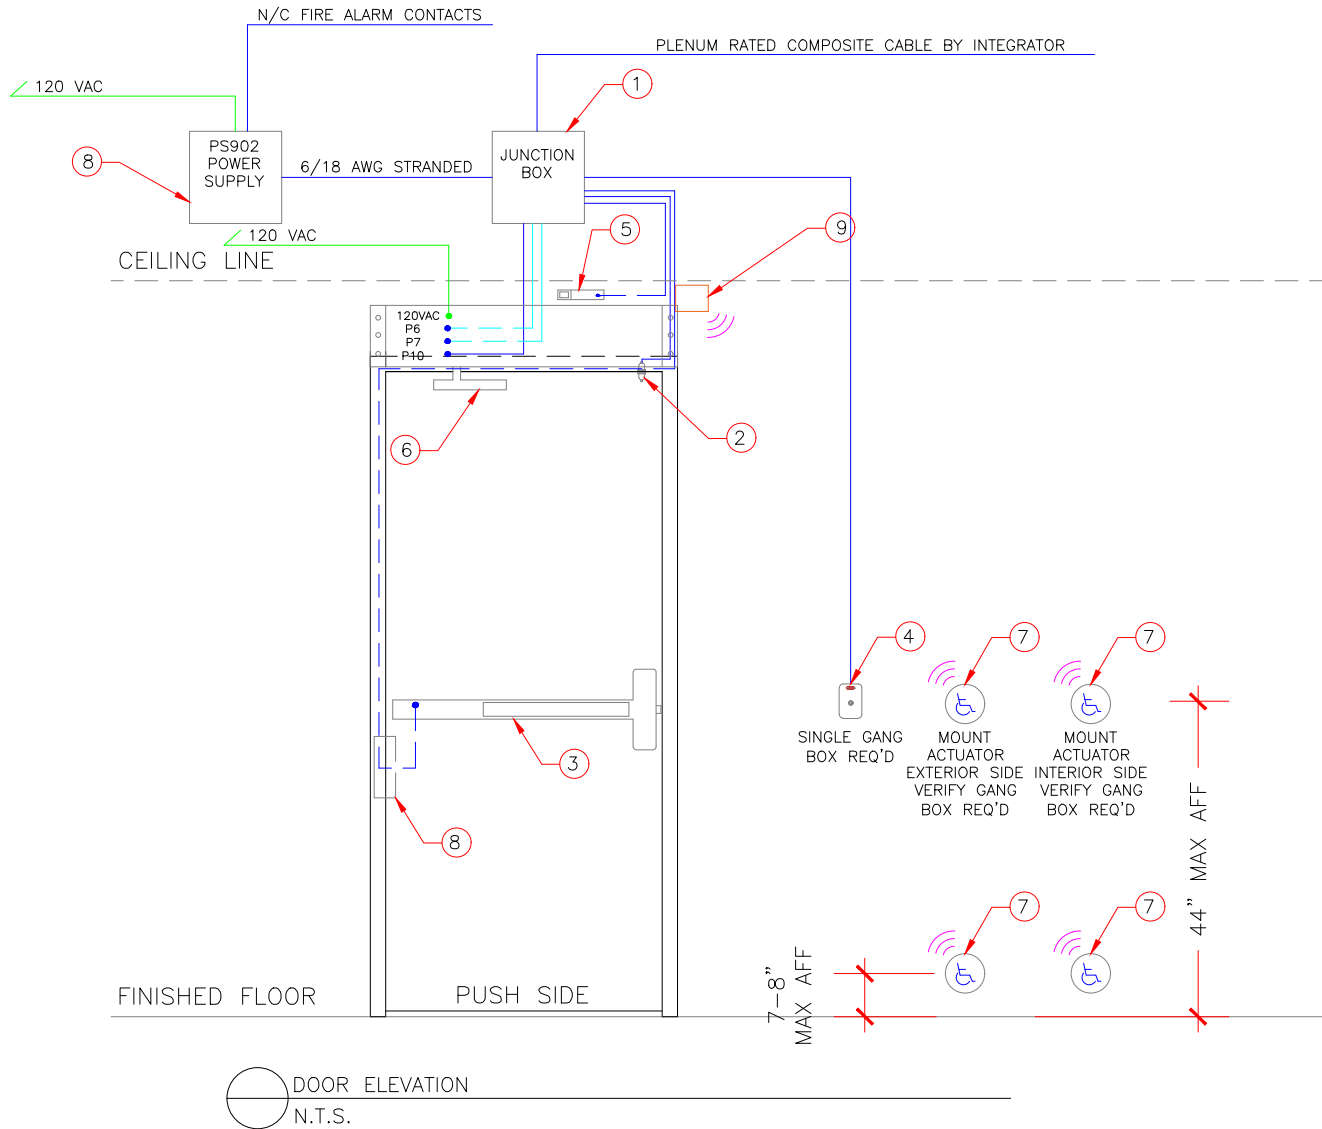 N/C FIRE ALARM CONTACTS
PLENUM RATED COMPOSITE CABLE BY INTEGRATOR
120 VAC
1
PS902
POWER
SUPPLY
8
6/18 AWG STRANDED
JUNCTION
BOX
120 VAC
5
9
CEILING LINE
120VAC
P6
P7
P10
6
2
4
7
7
SINGLE GANG
BOX REQ'D
MOUNT
ACTUATOR
EXTERIOR SIDE
VERIFY GANG
BOX REQ'D
MOUNT
ACTUATOR
INTERIOR SIDE
VERIFY GANG
BOX REQ'D
3
8
44" MAX AFF
7
7
7-8"
MAX AFF
FINISHED FLOOR
PUSH SIDE
DOOR ELEVATION
N.T.S.